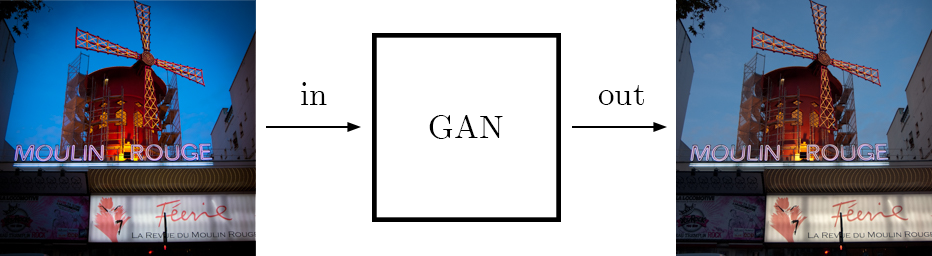 in
GAN
out
MOULIN ROUGE
Féerie
LA REVUE DU MOULIN ROUGE
MOULIN ROUGE
Féerie
LA REVUE DU MOULIN ROUGE